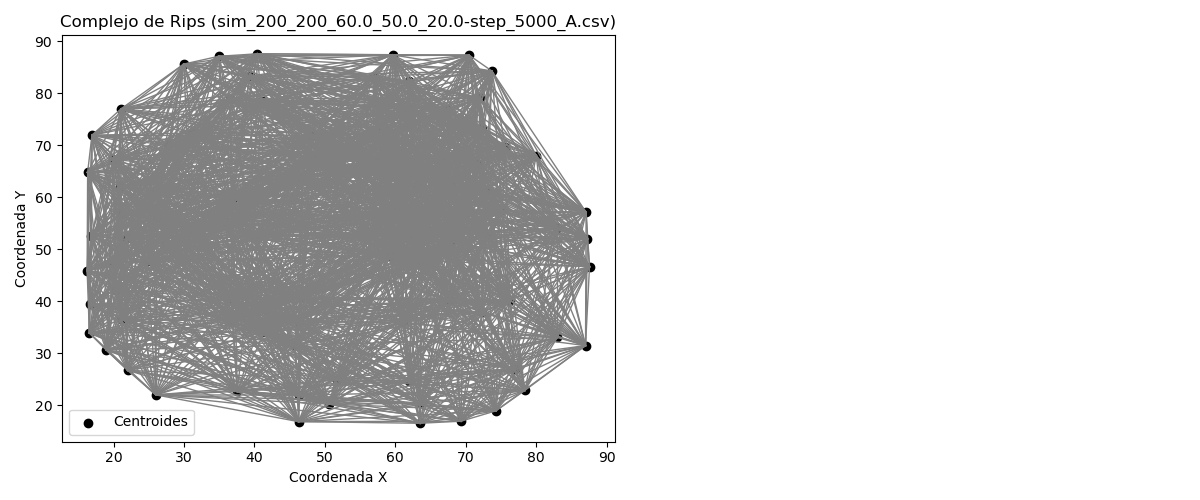 Complejo de Rips (sim_200_200_60.0_50.0_20.0-step_5000_A.csv)
90
80
70
60
50
40
30
20
Coordenada Y
Centroides
20 30 40 50 60 70 80 90
Coordenada X